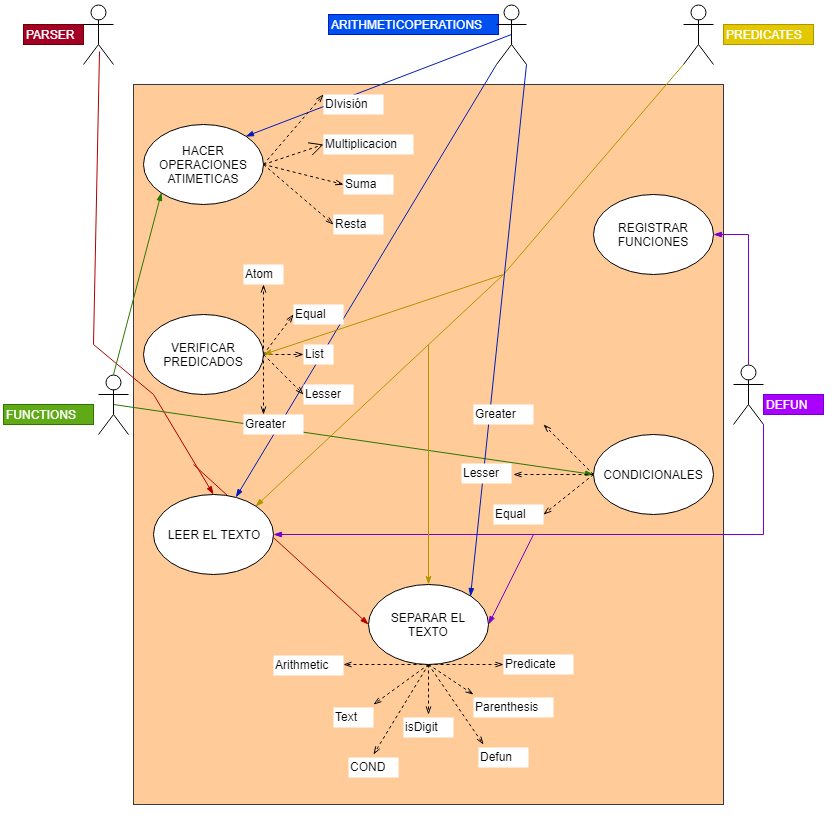 PARSER
ARITHMETICOPERATIONS
PREDICATES
HACER
OPERACIONES
ATIMETICAS
DIvisión
Multiplicacion
Suma
Resta
REGISTRAR
FUNCIONES
Atom
Equal
VERIFICAR
PREDICADOS
List
Lesser
Greater
FUNCTIONS
DEFUN
Greater
Lesser
Equal
CONDICIONALES
LEER EL TEXTO
SEPARAR EL
TEXTO
Arithmetic
Predicate
Text
isDigit
Parenthesis
COND
Defun